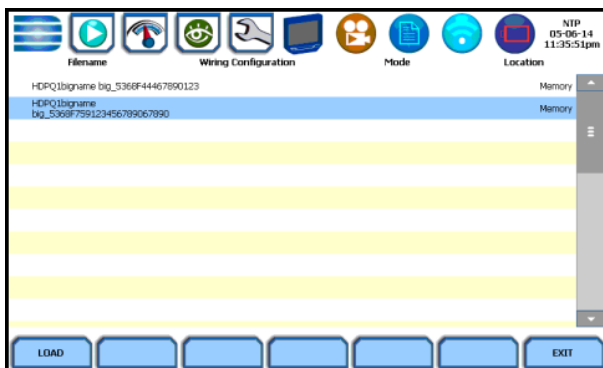 NTP
05-06-14
11:35:51pm
Filename Wiring Configuration Mode Location
HDPQ1bigname big_5368F44467890123 Memory
HDPQ1bigname
big_5368F759123456789067890 Memory
LOAD EXIT